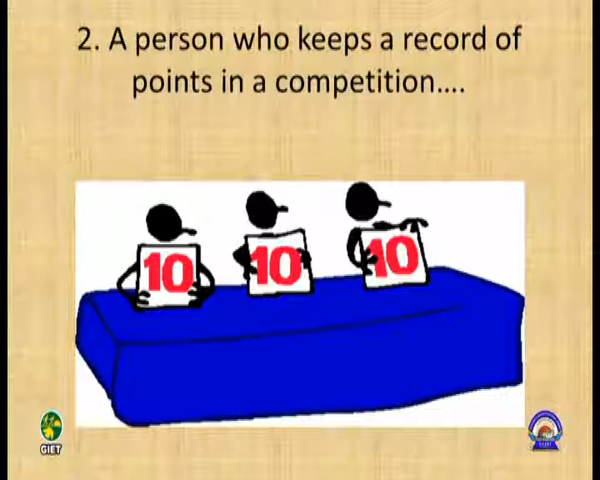 2. A person who keeps a record of
points in a competition....
10 10 10
GIET